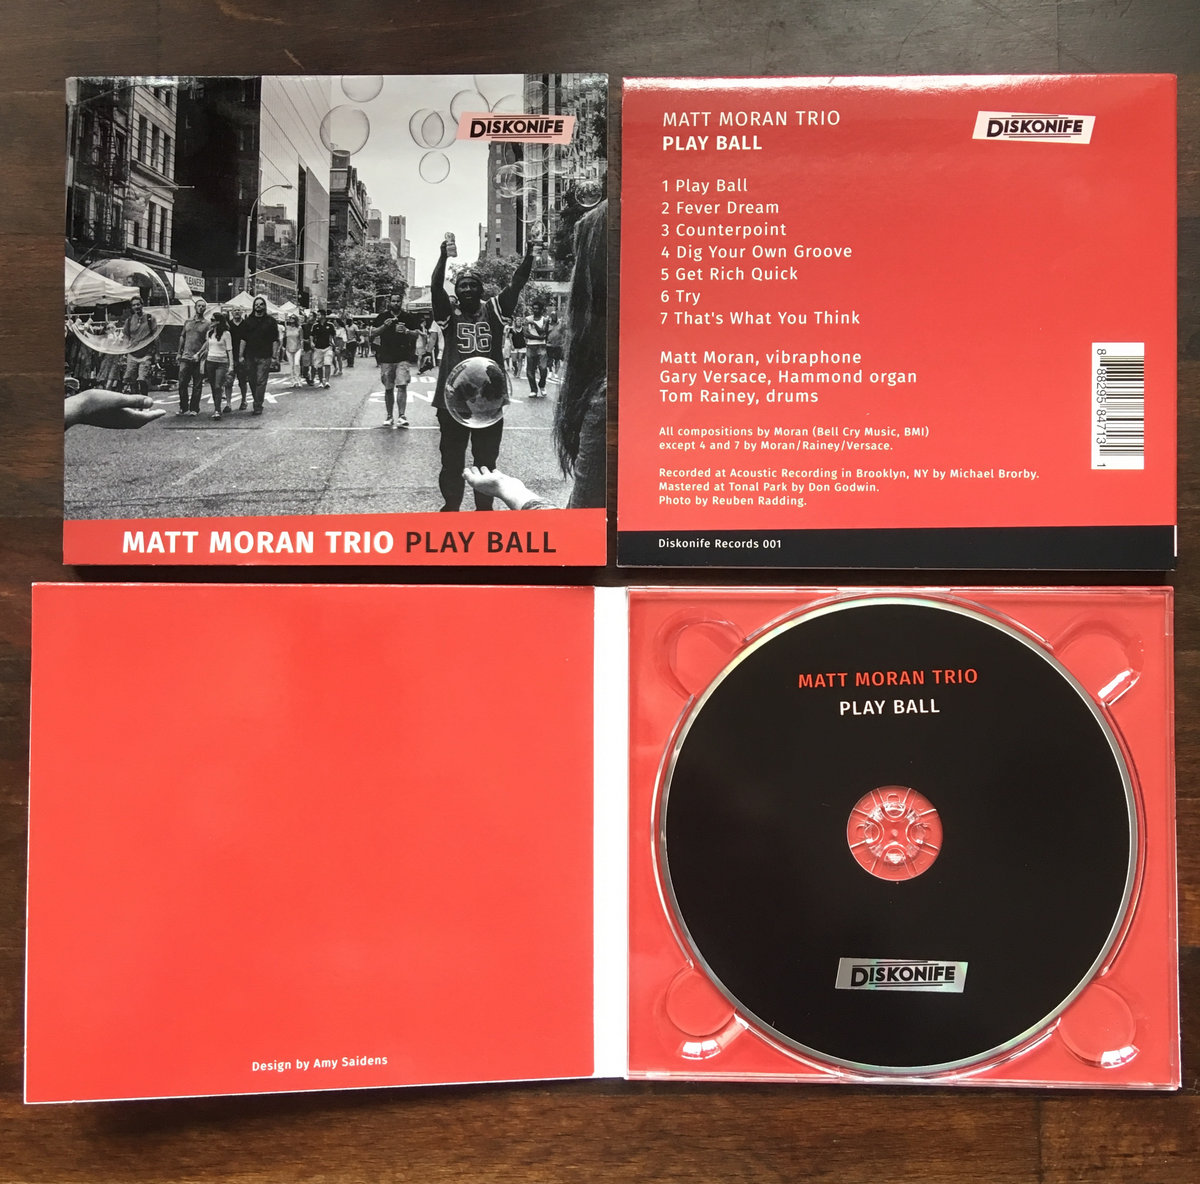 DISKONIFE
CLEANERS
56
MATT MORAN TRIO PLAY BALL
MATT MORAN TRIO
PLAY BALL
DISKONIFE
1 Play Ball
2 Fever Dream
3 Counterpoint
4 Dig Your Own Groove
5 Get Rich Quick
6 Try
7 That's What You Think
Matt Moran, vibraphone
Gary Versace, Hammond organ
Tom Rainey, drums
All compositions by Moran (Bell Cry Music, BMI)
except 4 and 7 by Moran/Rainey/Versace.
Recorded at Acoustic Recording in Brooklyn, NY by Michael Brorby.
Mastered at Tonal Park by Don Godwin.
Photo by Reuben Radding.
8 88295 84713 1
Diskonife Records 001
Design by Amy Saidens
MATT MORAN TRIO
PLAY BALL
DISKONIFE